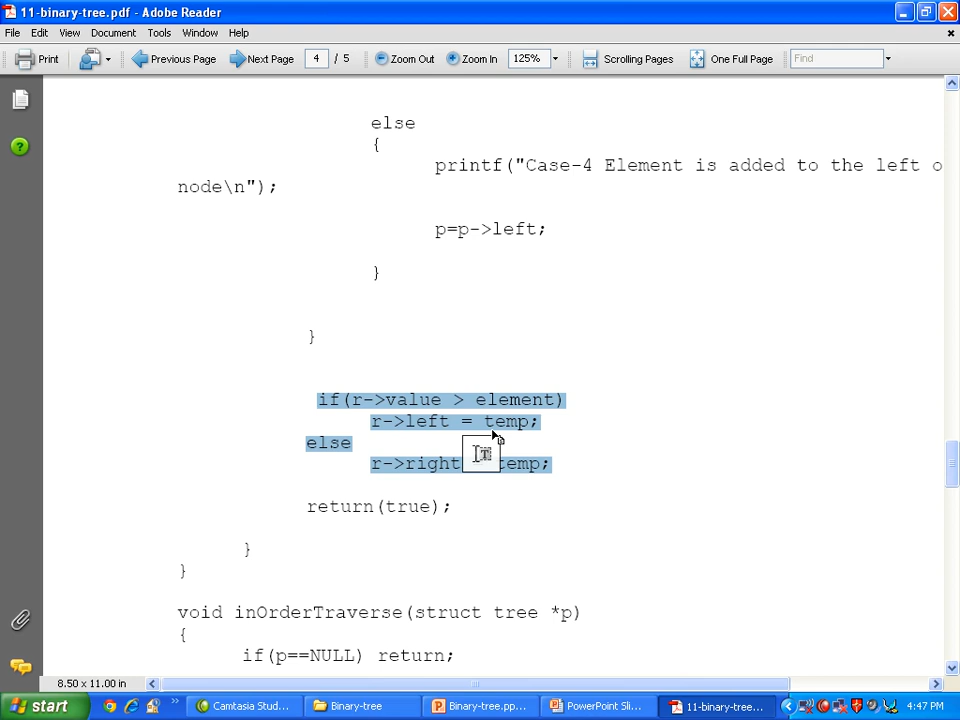 11-binary-tree.pdf - Adobe Reader
File Edit View Document Tools Window Help
Print Previous Page Next Page 4 / 5 Zoom Out Zoom In 125% Scrolling Pages One Full Page Find
else
{
printf("Case-4 Element is added to the left o
node\n");
p=p->left;
}
}
if(r->value > element)
r->left = temp;
else
r->right temp;
return(true);
}
}
void inOrderTraverse(struct tree *p)
{
if(p==NULL) return;
8.50 x 11.00 in
start Camtasia Stud... Binary-tree Binary-tree.pp... PowerPoint Sli... 11-binary-tree... 4:47 PM